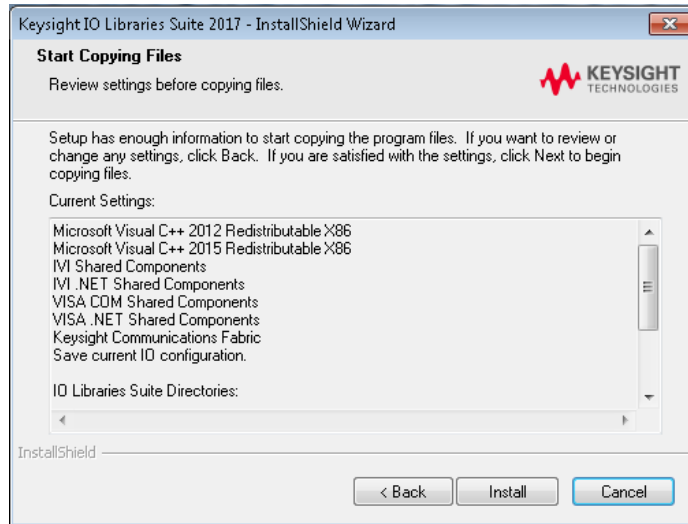 Keysight IO Libraries Suite 2017 - InstallShield Wizard
Start Copying Files
Review settings before copying files.
KEYSIGHT
TECHNOLOGIES
Setup has enough information to start copying the program files. If you want to review or
change any settings, click Back. If you are satisfied with the settings, click Next to begin
copying files.
Current Settings:
Microsoft Visual C++ 2012 Redistributable X86
Microsoft Visual C++ 2015 Redistributable X86
IVI Shared Components
IVI .NET Shared Components
VISA COM Shared Components
VISA .NET Shared Components
Keysight Communications Fabric
Save current IO configuration.
IO Libraries Suite Directories:
InstallShield
< Back
Install
Cancel